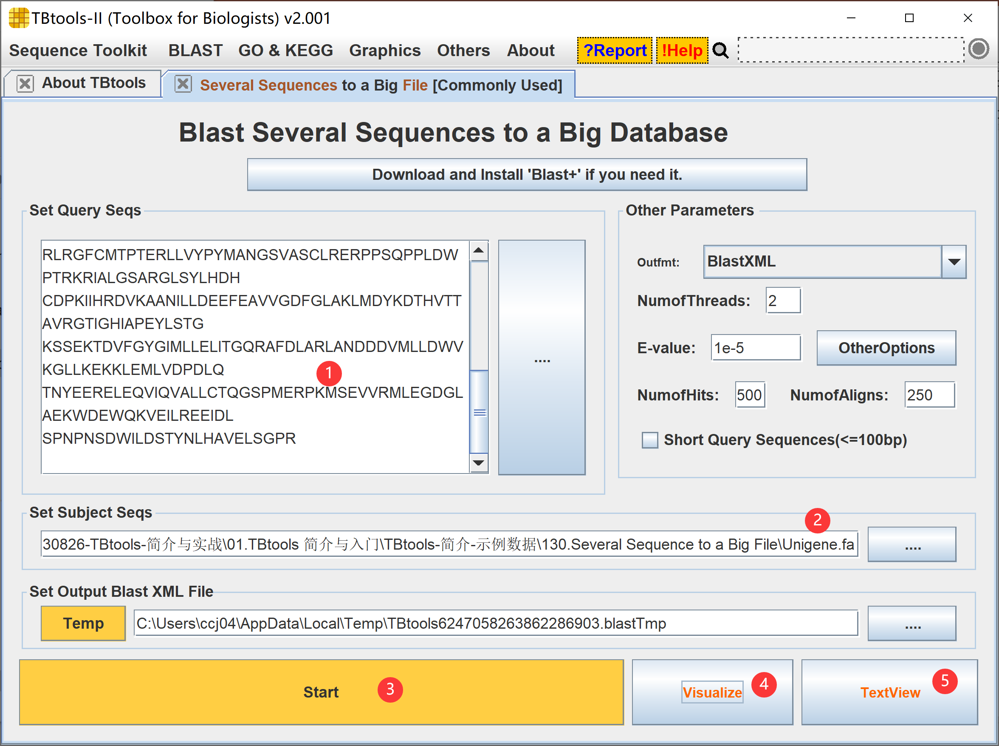 TBtools-II (Toolbox for Biologists) v2.001
Sequence Toolkit BLAST GO & KEGG Graphics Others About ?Report !Help
About TBtools Several Sequences to a Big File [Commonly Used]
Blast Several Sequences to a Big Database
Download and Install 'Blast+' if you need it.
Set Query Seqs
RLRGFCMTPTERLLVYPYMANGSVASCLRERPPSQPPLDW
PTRKRIALGSARGLSYLHDH
CDPKIIHRDVKAANILLDEEFEAVVGDFGLAKLMDYKDTHVTT
AVRGTIGHIAPEYLSTG
KSSEKTDVFGYGIMLLELITGQRAFDLARLANDDDVMLLDWV
KGLLKEKKLEMLVDPDLQ
TNYEERELEQVIQVALLCTQGSPMERPKMSEVVRMLEGDGL
AEKWDEWQKVEILREEIDL
SPNPNSDWILDSTYNLHAVELSGPR
1
....
Other Parameters
Outfmt: BlastXML
NumofThreads: 2
E-value: 1e-5 OtherOptions
NumofHits: 500 NumofAligns: 250
Short Query Sequences(<=100bp)
Set Subject Seqs
2
30826-TBtools-简介与实战\01.TBtools 简介与入门\TBtools-简介-示例数据\130.Several Sequence to a Big File\Unigene.fa ....
Set Output Blast XML File
Temp C:\Users\ccj04\AppData\Local\Temp\TBtools6247058263862286903.blastTmp ....
Start 3 Visualize 4 TextView 5